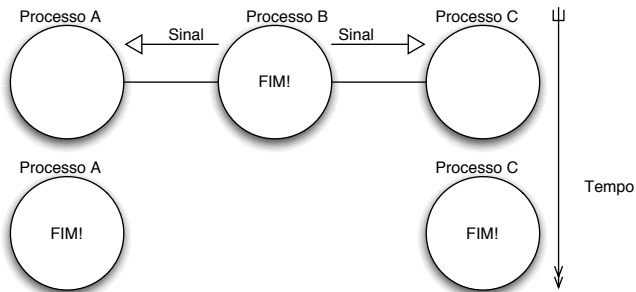 Processo A
Processo B
Processo C
Sinal
Sinal
FIM!
Processo A
Processo C
Tempo
FIM!
FIM!